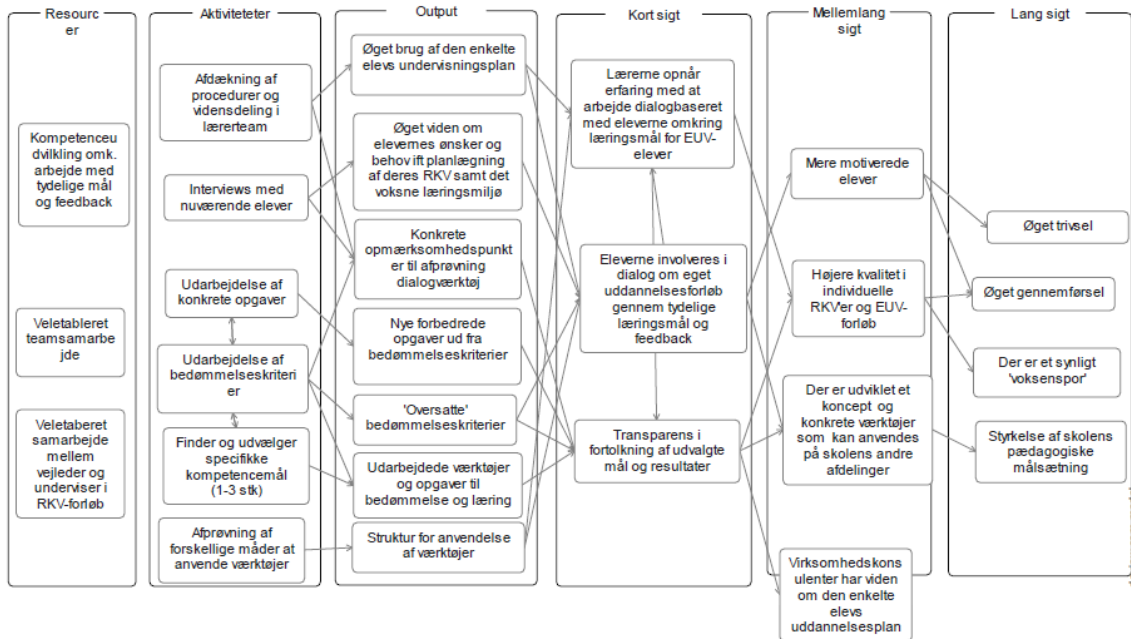 Resourc
er
Kompetenceu
dvikling omk.
arbejde med
tydelige mål
og feedback
Veletableret
teamsamarbe
jde
Veletaberet
samarbejde
mellem
vejleder og
underviser i
RKV-forløb
Aktiviteteter
Afdækning af
procedurer og
vidensdeling i
lærerteam
Interviews med
nuværende elever
Udarbejdelse af
konkrete opgaver
Udarbejdelse af
bedømmelseskriteri
er
Finder og udvælger
specifikke
kompetencemål
(1-3 stk)
Afprøvning af
forskellige måder at
anvende værktøjer
Output
Øget brug af den enkelte
elevs undervisningsplan
Øget viden om
elevernes ønsker og
behov ift planlægning
af deres RKV samt det
voksne læringsmiljø
Konkrete
opmærksomhedspunkt
er til afprøvning
dialogværktøj
Nye forbedrede
opgaver ud fra
bedømmelseskriterier
'Oversatte'
bedømmelseskriterier
Udarbejdede værktøjer
og opgaver til
bedømmelse og læring
Struktur for anvendelse
af værktøjer
Kort sigt
Lærerne opnår
erfaring med at
arbejde dialogbaseret
med eleverne omkring
læringsmål for EUV-
elever
Eleverne involveres i
dialog om eget
uddannelsesforløb
gennem tydelige
læringsmål og
feedback
Transparens i
fortolkning af udvalgte
mål og resultater
Mellemlang
sigt
Mere motiverede
elever
Højere kvalitet i
individuelle
RKV'er og EUV-
forløb
Der er udviklet et
koncept og
konkrete værktøjer
som kan anvendes
på skolens andre
afdelinger
Virksomhedskons
ulenter har viden
om den enkelte
elevs
uddannelsesplan
Lang sigt
Øget trivsel
Øget gennemførsel
Der er et synligt
'voksenspor'
Styrkelse af skolens
pædagogiske
målsætning